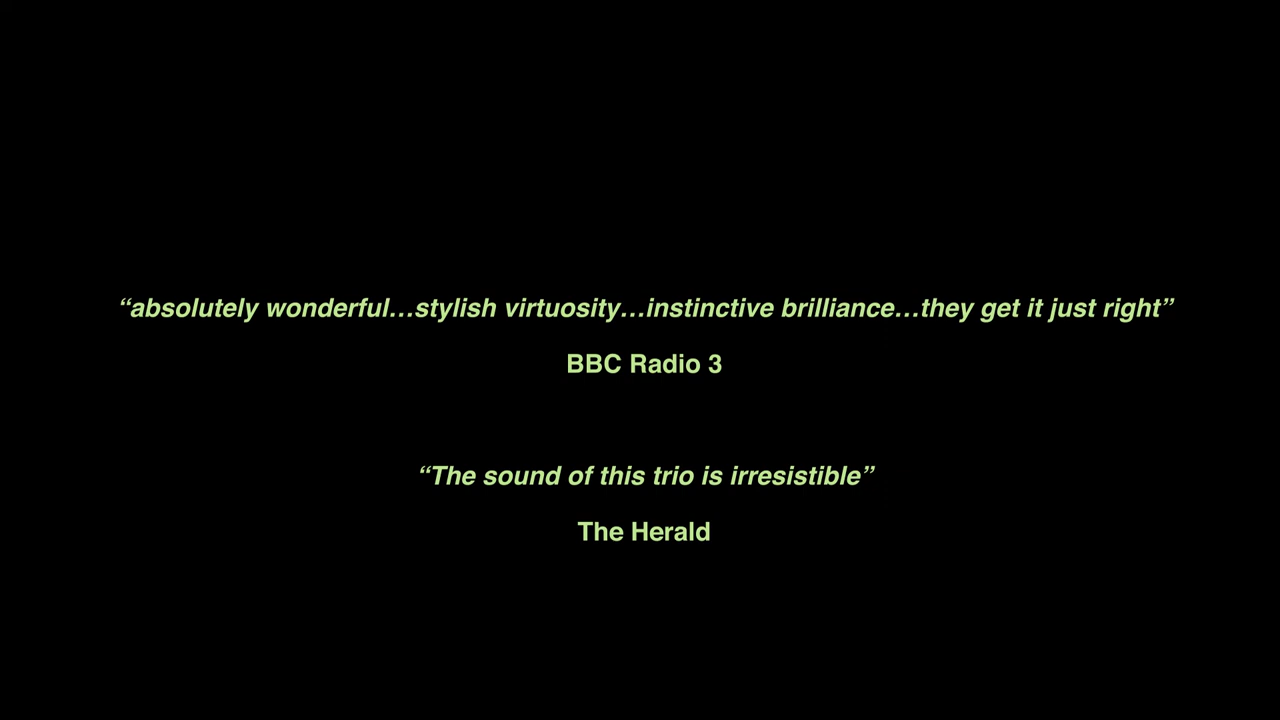 “absolutely wonderful…stylish virtuosity…instinctive brilliance…they get it just right”
BBC Radio 3
“The sound of this trio is irresistible”
The Herald